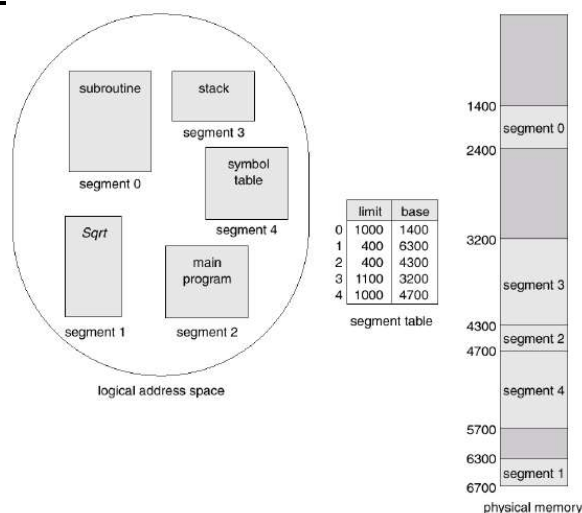 subroutine
segment 0
stack
segment 3
symbol
table
segment 4
Sqrt
segment 1
main
program
segment 2
logical address space
limit base
0 1000 1400
1 400 6300
2 400 4300
3 1100 3200
4 1000 4700
segment table
1400
segment 0
2400
3200
segment 3
4300
segment 2
4700
segment 4
5700
6300
segment 1
6700
physical memory